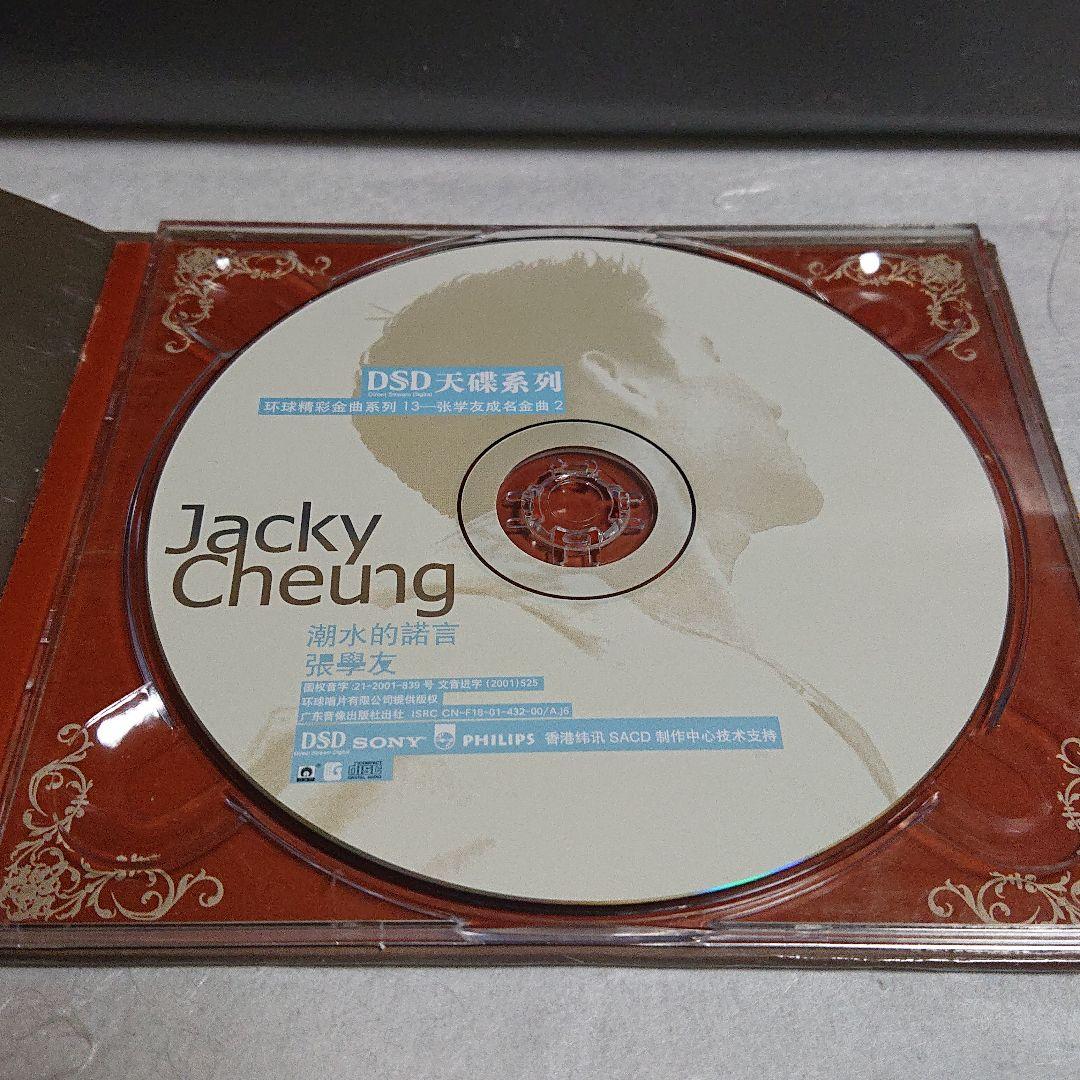 DSD天碟系列
Direct Stream Digital
环球精彩金曲系列 13—张学友成名金曲 2
Jacky
Cheung
潮水的諾言
張學友
国权音字:21-2001-839 号 文音进字 (2001) 525
环球唱片有限公司提供版权
广东音像出版社出社 ISRC CN-F18-01-432-00/A.J6
DSD SONY PHILIPS 香港纬讯 SACD 制作中心技术支持
Direct Stream Digital
COMPACT
disc
DIGITAL AUDIO